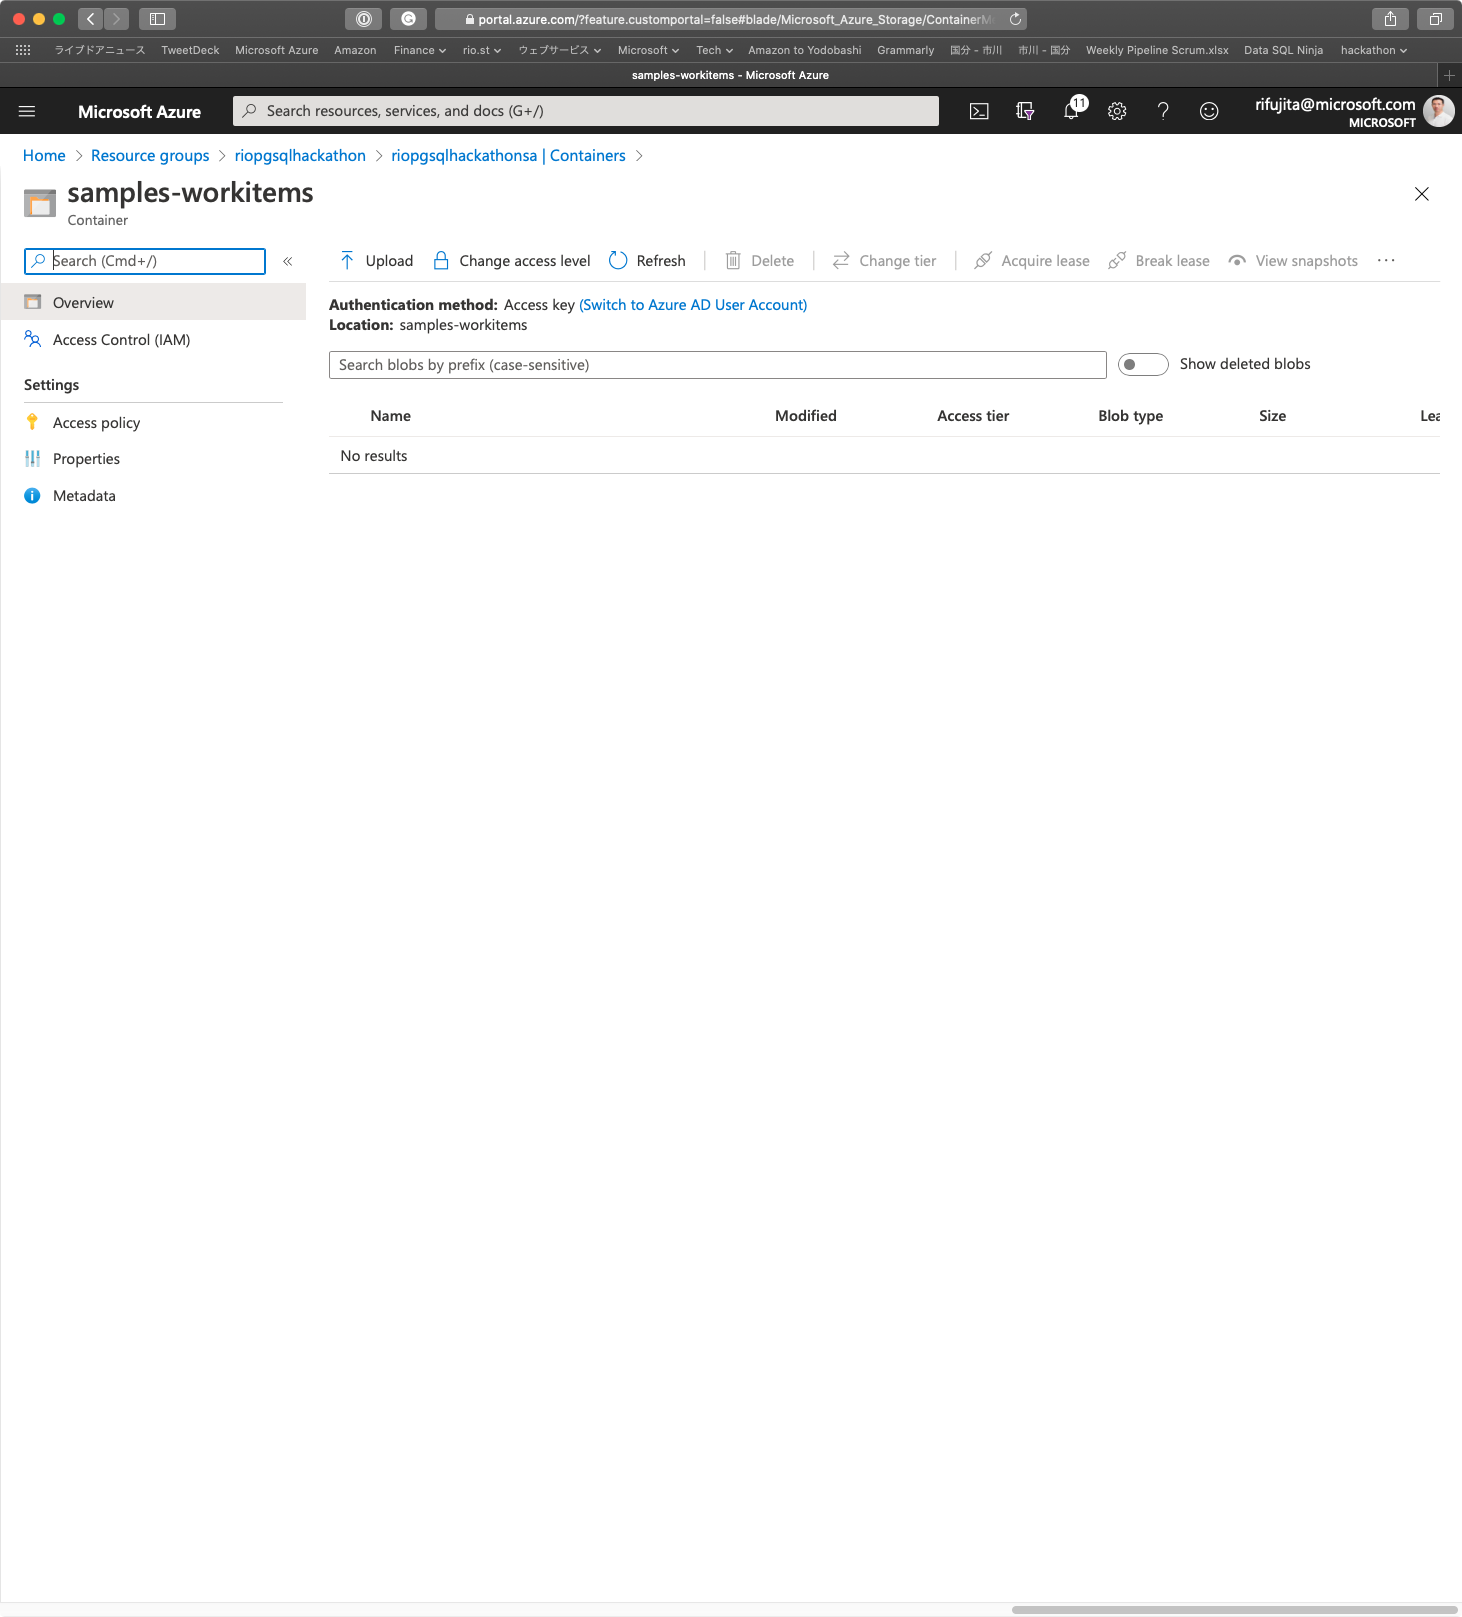 portal.azure.com/?feature.customportal=false#blade/Microsoft_Azure_Storage/ContainerM
ライブドアニュース TweetDeck Microsoft Azure Amazon Finance rio.st ウェブサービス Microsoft Tech Amazon to Yodobashi Grammarly 国分 - 市川 市川 - 国分 Weekly Pipeline Scrum.xlsx Data SQL Ninja hackathon
samples-workitems - Microsoft Azure
Microsoft Azure Search resources, services, and docs (G+/) 11 rifujita@microsoft.com
MICROSOFT
Home > Resource groups > riopgsqlhackathon > riopgsqlhackathonsa | Containers >
samples-workitems
Container
Search (Cmd+/) « Upload Change access level Refresh Delete Change tier Acquire lease Break lease View snapshots ...
Overview
Access Control (IAM)
Settings
Access policy
Properties
Metadata
Authentication method: Access key (Switch to Azure AD User Account)
Location: samples-workitems
Search blobs by prefix (case-sensitive) Show deleted blobs
Name Modified Access tier Blob type Size Lea
No results